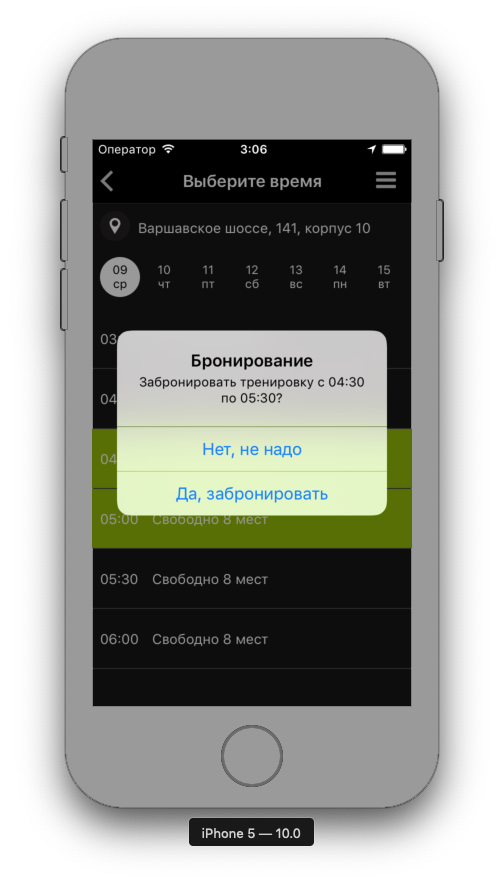 Оператор 3:06
Выберите время
Варшавское шоссе, 141, корпус 10
09 10 11 12 13 14 15
ср чт пт сб вс пн вт
03
Бронирование
Забронировать тренировку с 04:30
по 05:30?
04
Нет, не надо
04
Да, забронировать
05:00 Свободно 8 мест
05:30 Свободно 8 мест
06:00 Свободно 8 мест
iPhone 5 — 10.0